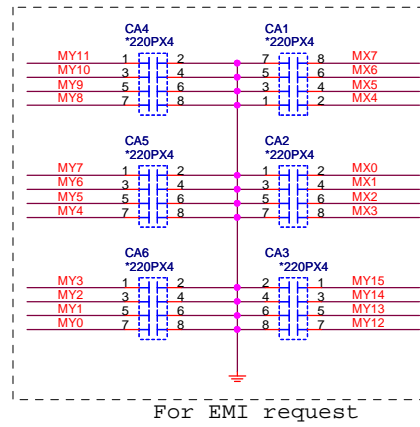 CA4 CA1
*220PX4 *220PX4
MY11 1 2 7 8 MX7
MY10 3 4 5 6 MX6
MY9 5 6 3 4 MX5
MY8 7 8 1 2 MX4
CA5 CA2
*220PX4 *220PX4
MY7 1 2 1 2 MX0
MY6 3 4 3 4 MX1
MY5 5 6 5 6 MX2
MY4 7 8 7 8 MX3
CA6 CA3
*220PX4 *220PX4
MY3 1 2 2 1 MY15
MY2 3 4 4 3 MY14
MY1 5 6 6 5 MY13
MY0 7 8 8 7 MY12
For EMI request